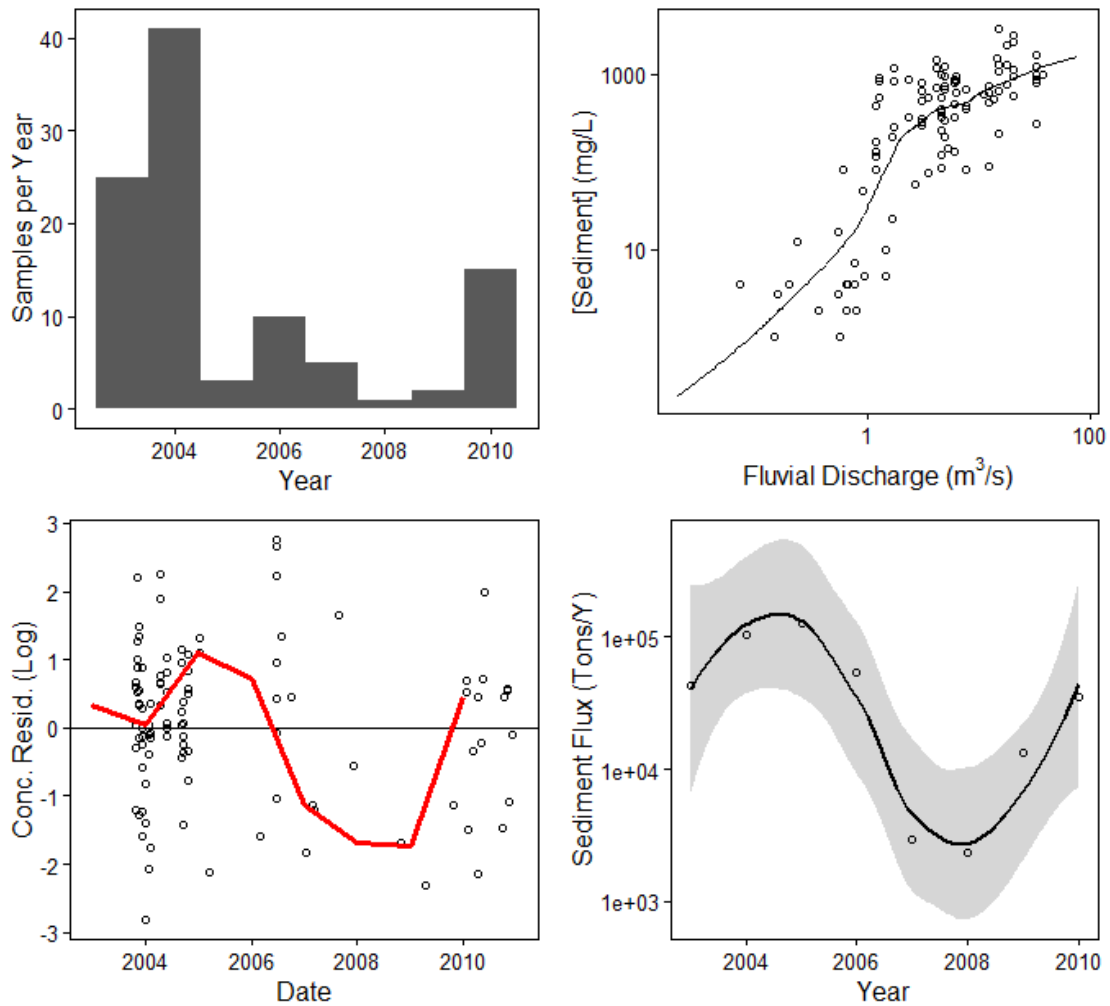 Samples per Year
40
30
20
10
0
2004 2006 2008 2010
Year
[Sediment] (mg/L)
1000
10
1 100
Fluvial Discharge (m³/s)
Conc. Resid. (Log)
3
2
1
0
-1
-2
-3
2004 2006 2008 2010
Date
Sediment Flux (Tons/Y)
1e+05
1e+04
1e+03
2004 2006 2008 2010
Year